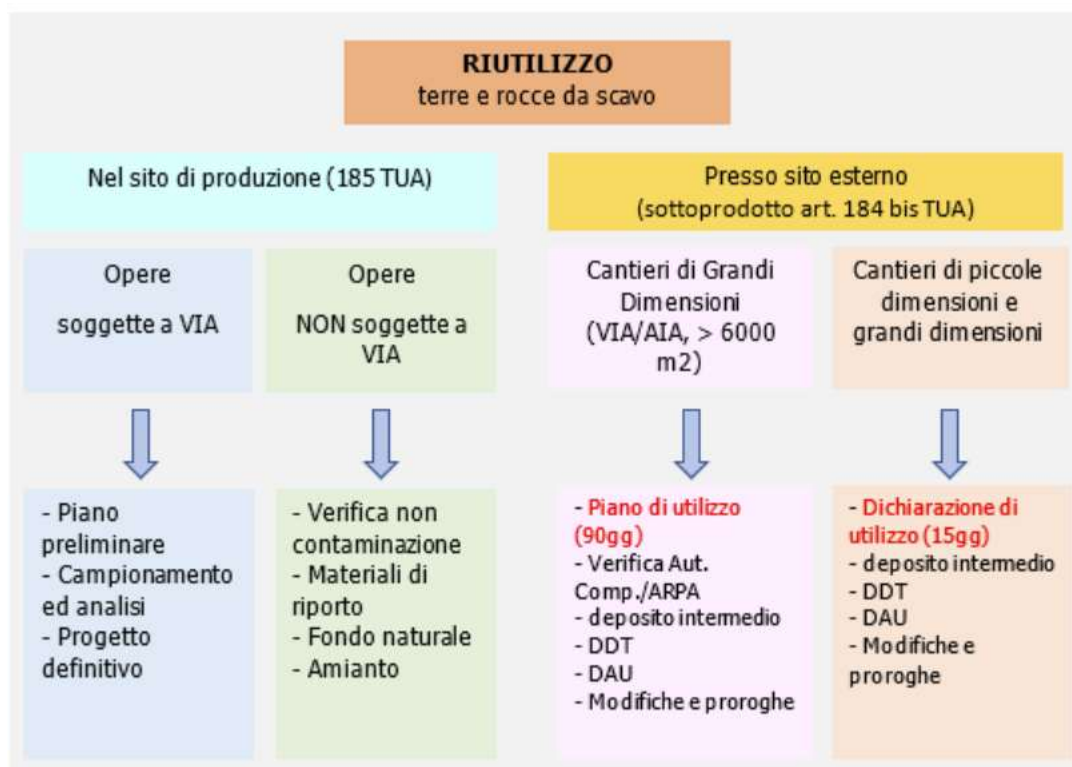 RIUTILIZZO
terre e rocce da scavo
Nel sito di produzione (185 TUA)
Presso sito esterno
(sottoprodotto art. 184 bis TUA)
Opere
soggette a VIA
Opere
NON soggette a
VIA
Cantieri di Grandi
Dimensioni
(VIA/AIA, > 6000
m2)
Cantieri di piccole
dimensioni e
grandi dimensioni
- Piano
preliminare
- Campionamento
ed analisi
- Progetto
definitivo
- Verifica non
contaminazione
- Materiali di
riporto
- Fondo naturale
- Amianto
- Piano di utilizzo
(90gg)
- Verifica Aut.
Comp./ARPA
- deposito intermedio
- DDT
- DAU
- Modifiche e proroghe
- Dichiarazione di
utilizzo (15gg)
- deposito intermedio
- DDT
- DAU
- Modifiche e
proroghe